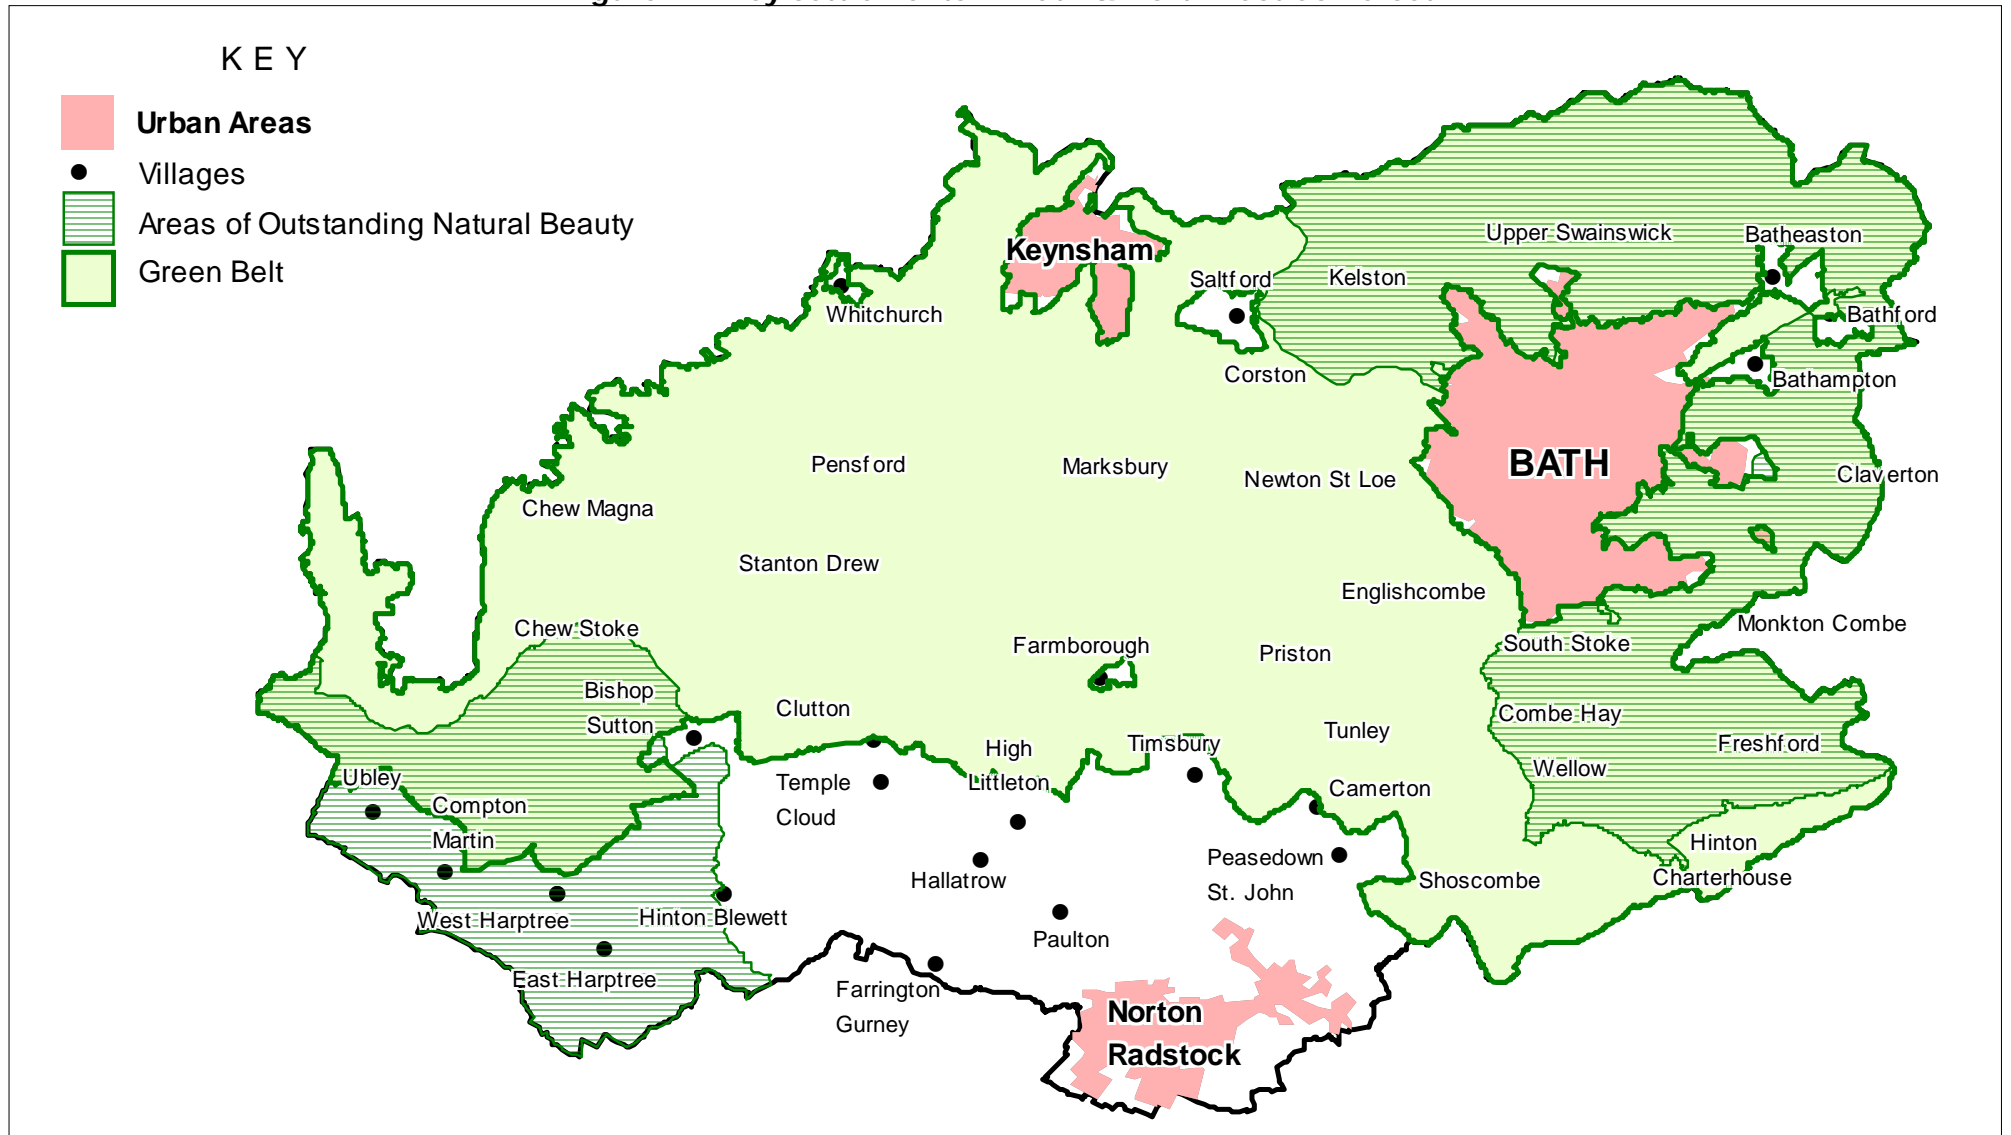 KEY
Urban Areas
Villages
Areas of Outstanding Natural Beauty
Green Belt
Upper Swainswick
Batheaston
Keynsham
Saltford
Kelston
Whitchurch
Bathford
Corston
Bathampton
Pensford
Marksbury
Newton St Loe
BATH
Claverton
Chew Magna
Stanton Drew
Englishcombe
Chew Stoke
Farmborough
Priston
South Stoke
Monkton Combe
Bishop
Sutton
Clutton
High
Littleton
Timsbury
Tunley
Combe Hay
Freshford
Ubley
Temple
Cloud
Camerton
Wellow
Compton
Martin
Hallatrow
Peasedown
St. John
Shoscombe
Hinton
Charterhouse
West Harptree
Hinton Blewett
Paulton
East Harptree
Farrington
Gurney
Norton
Radstock